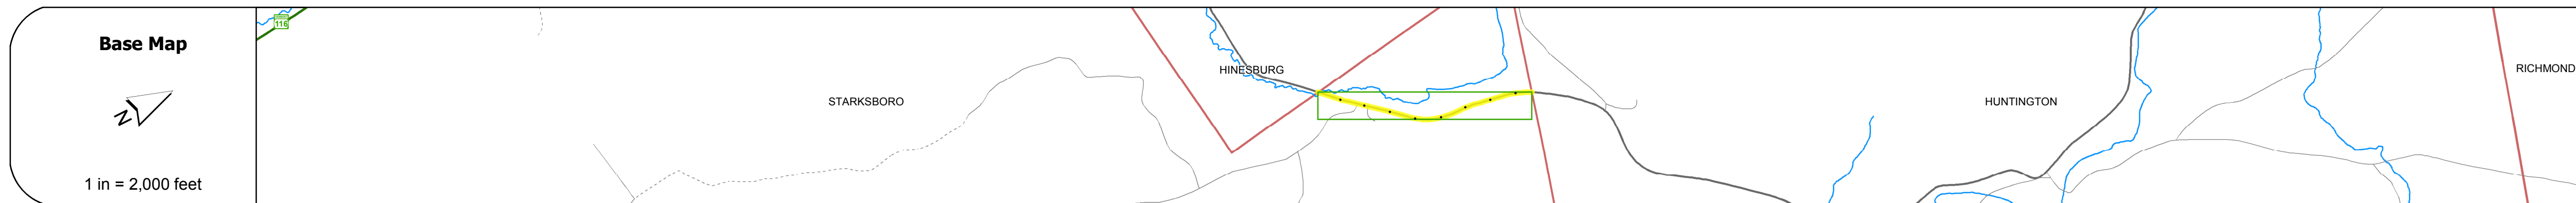 116
Base Map
N
1 in = 2,000 feet
STARKSBORO
HINESBURG
HUNTINGTON
RICHMOND